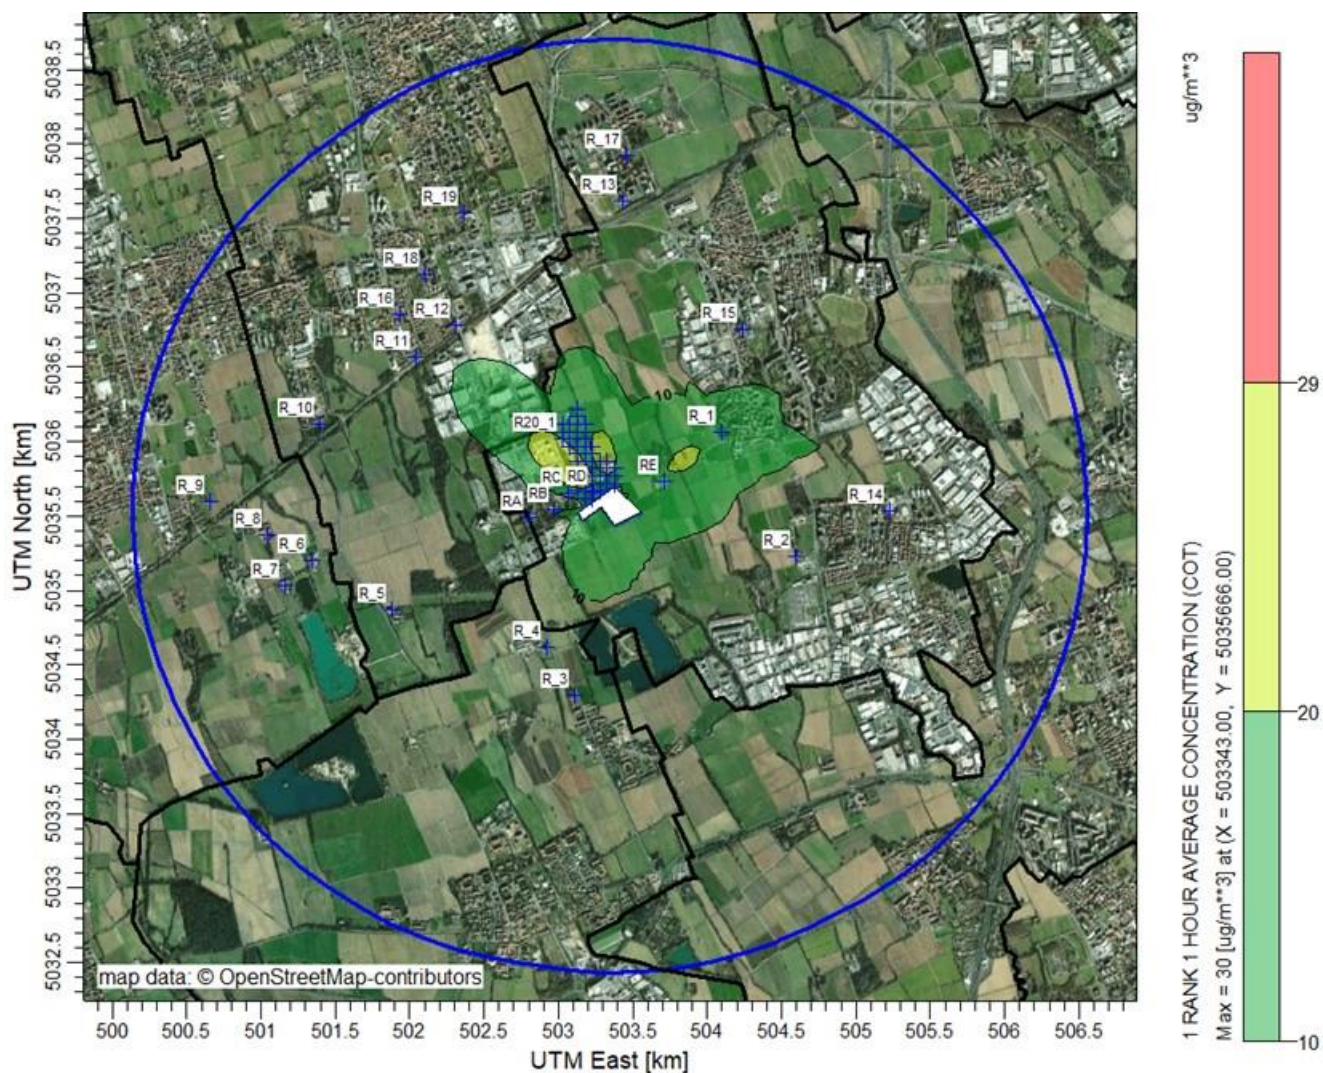 5038.5
5038
5037.5
5037
5036.5
5036
5035.5
5035
5034.5
5034
5033.5
5033
5032.5
UTM North [km]
R_17
R_13
R_19
R_18
R_16
R_12
R_15
R_11
10
R_10
R20_1
R_1
RE
RC
RD
RB
RA
R_9
R_14
R_8
R_6
R_2
R_7
R_5
10
R_4
R_3
map data: © OpenStreetMap-contributors
500
500.5
501
501.5
502
502.5
503
503.5
504
504.5
505
505.5
506
506.5
UTM East [km]
1 RANK 1 HOUR AVERAGE CONCENTRATION (COT)
ug/m**3
Max = 30 [ug/m**3] at (X = 503343.00, Y = 5035666.00)
29
20
10